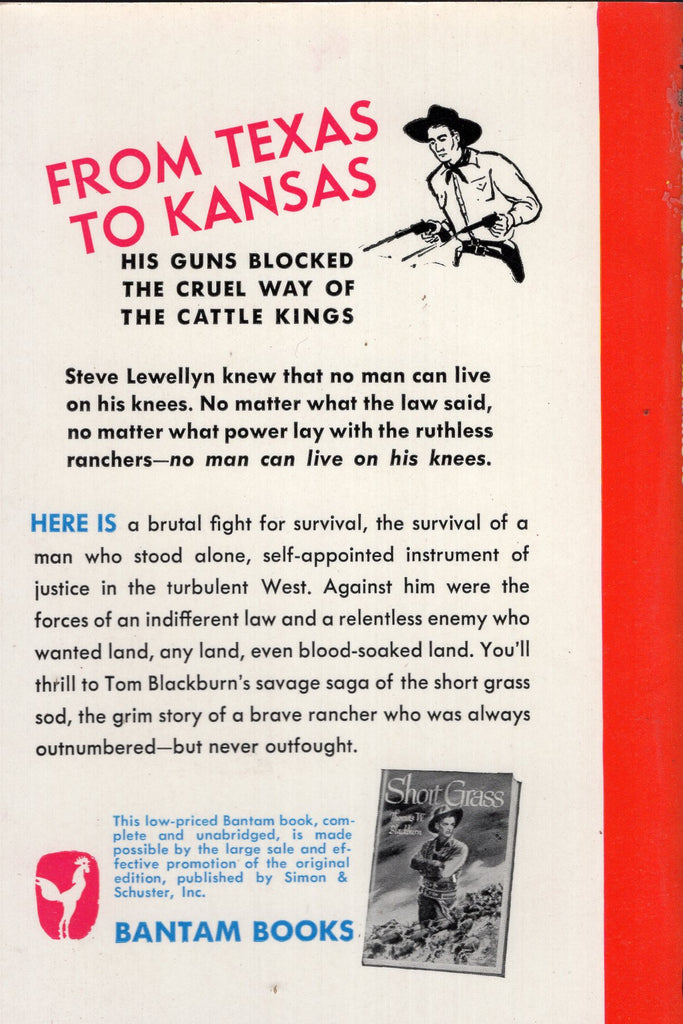 FROM TEXAS
TO KANSAS
HIS GUNS BLOCKED
THE CRUEL WAY OF
THE CATTLE KINGS
Steve Lewellyn knew that no man can live
on his knees. No matter what the law said,
no matter what power lay with the ruthless
ranchers—no man can live on his knees.
HERE IS a brutal fight for survival, the survival of a
man who stood alone, self-appointed instrument of
justice in the turbulent West. Against him were the
forces of an indifferent law and a relentless enemy who
wanted land, any land, even blood-soaked land. You'll
thrill to Tom Blackburn's savage saga of the short grass
sod, the grim story of a brave rancher who was always
outnumbered—but never outfought.
Short Grass
Thomas W.
Blackburn
This low-priced Bantam book, com-
plete and unabridged, is made
possible by the large sale and ef-
fective promotion of the original
edition, published by Simon &
Schuster, Inc.
BANTAM BOOKS